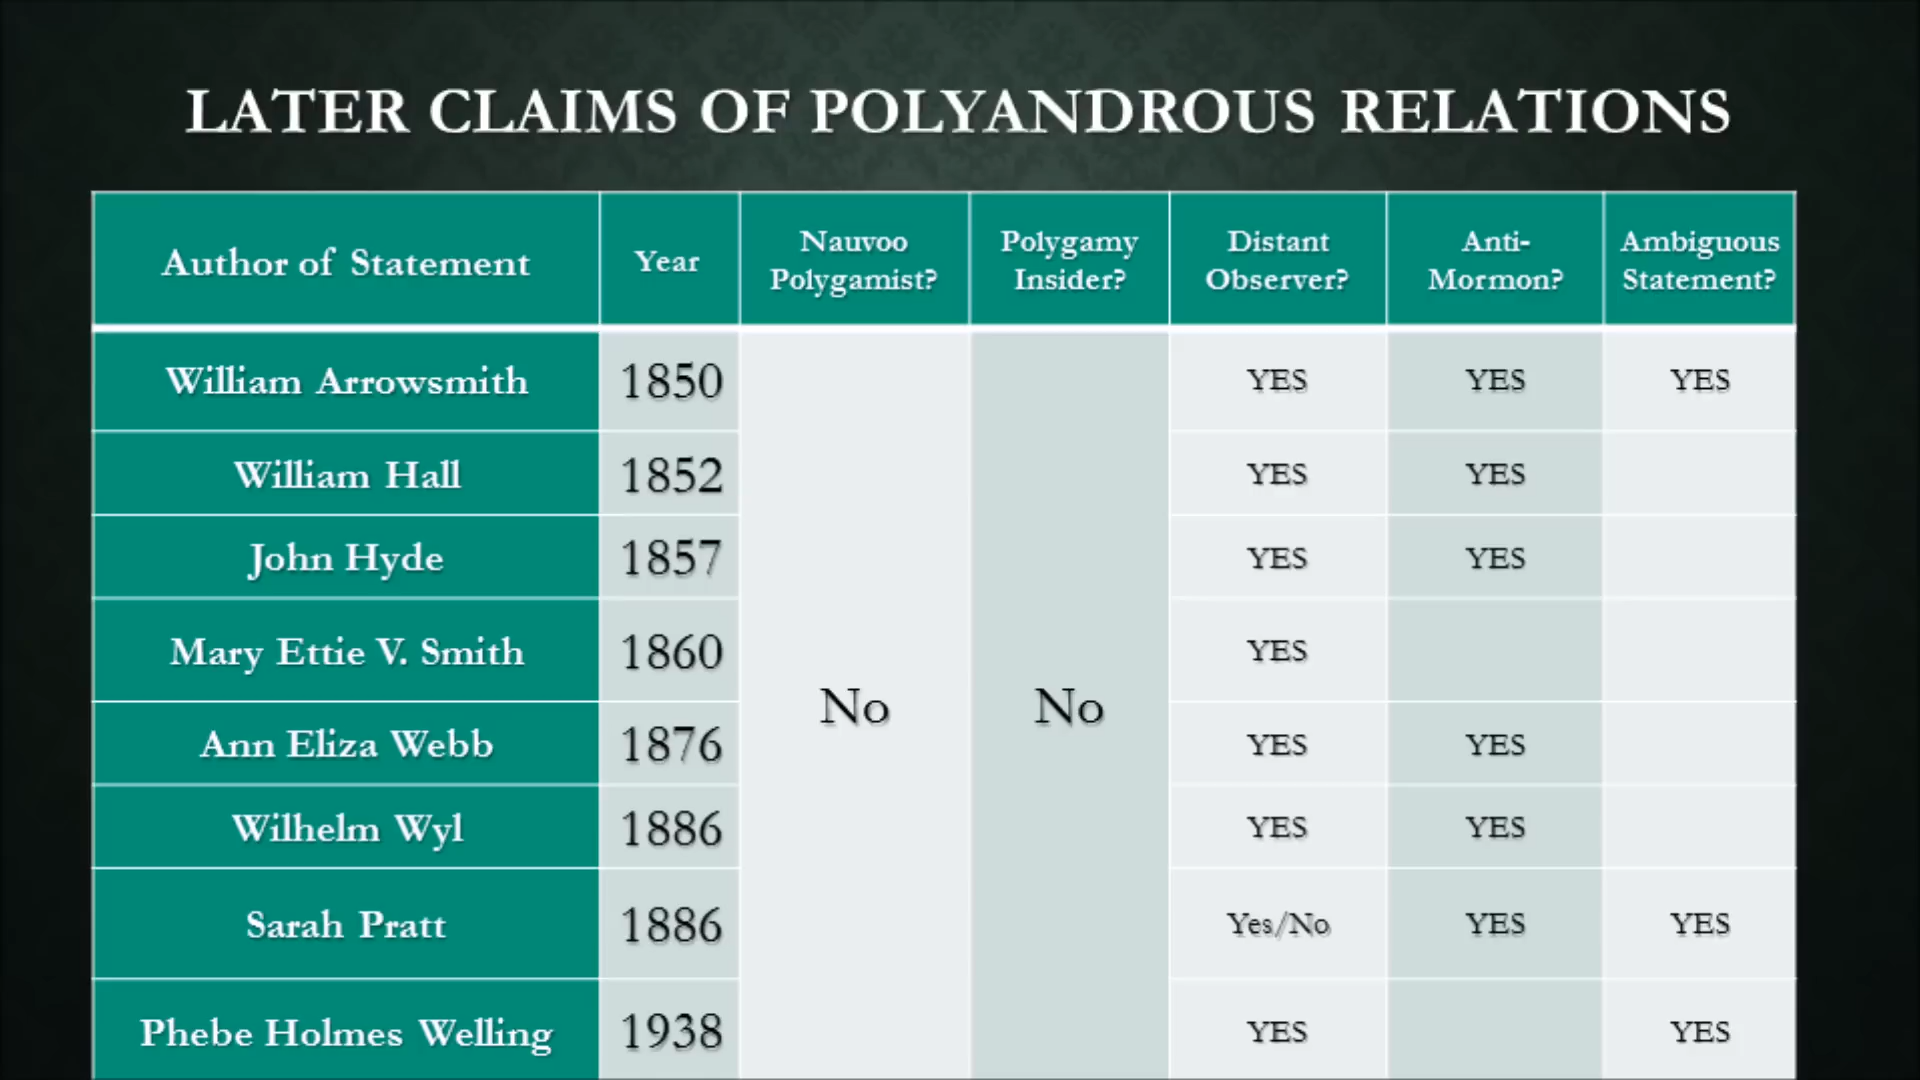 LATER CLAIMS OF POLYANDROUS RELATIONS
Author of Statement Year Nauvoo Polygamist? Polygamy Insider? Distant Observer? Anti-Mormon? Ambiguous Statement?
William Arrowsmith 1850 YES YES YES
William Hall 1852 YES YES
John Hyde 1857 YES YES
Mary Ettie V. Smith 1860 YES
No No
Ann Eliza Webb 1876 YES YES
Wilhelm Wyl 1886 YES YES
Sarah Pratt 1886 Yes/No YES YES
Phebe Holmes Welling 1938 YES YES